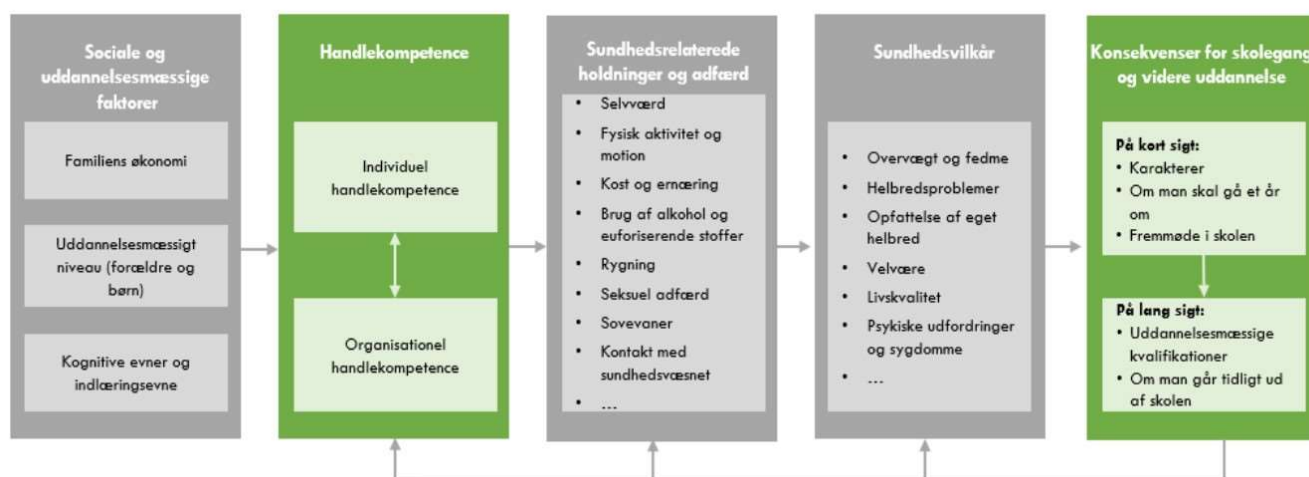 Sociale og
uddannelsesmæssige
faktorer
Familiens økonomi
Uddannelsesmæssigt
niveau (forældre og
børn)
Kognitive evner og
indlæringsevne
Handlekompetence
Individuel
handlekompetence
Organisationel
handlekompetence
Sundhedsrelaterede
holdninger og adfærd
• Selvværd
• Fysisk aktivitet og
motion
• Kost og ernæring
• Brug af alkohol og
euforiserende stoffer
• Rygning
• Seksuel adfærd
• Sovevaner
• Kontakt med
sundhedsvæsnet
• ...
Sundhedsvilkår
• Overvægt og fedme
• Helbredsproblemer
• Opfattelse af eget
helbred
• Velvære
• Livskvalitet
• Psykiske udfordringer
og sygdomme
• ...
Konsekvenser for skolegang
og videre uddannelse
På kort sigt:
• Karakterer
• Om man skal gå et år
om
• Fremmøde i skolen
På lang sigt:
• Uddannelsesmæssige
kvalifikationer
• Om man går tidligt ud
af skolen